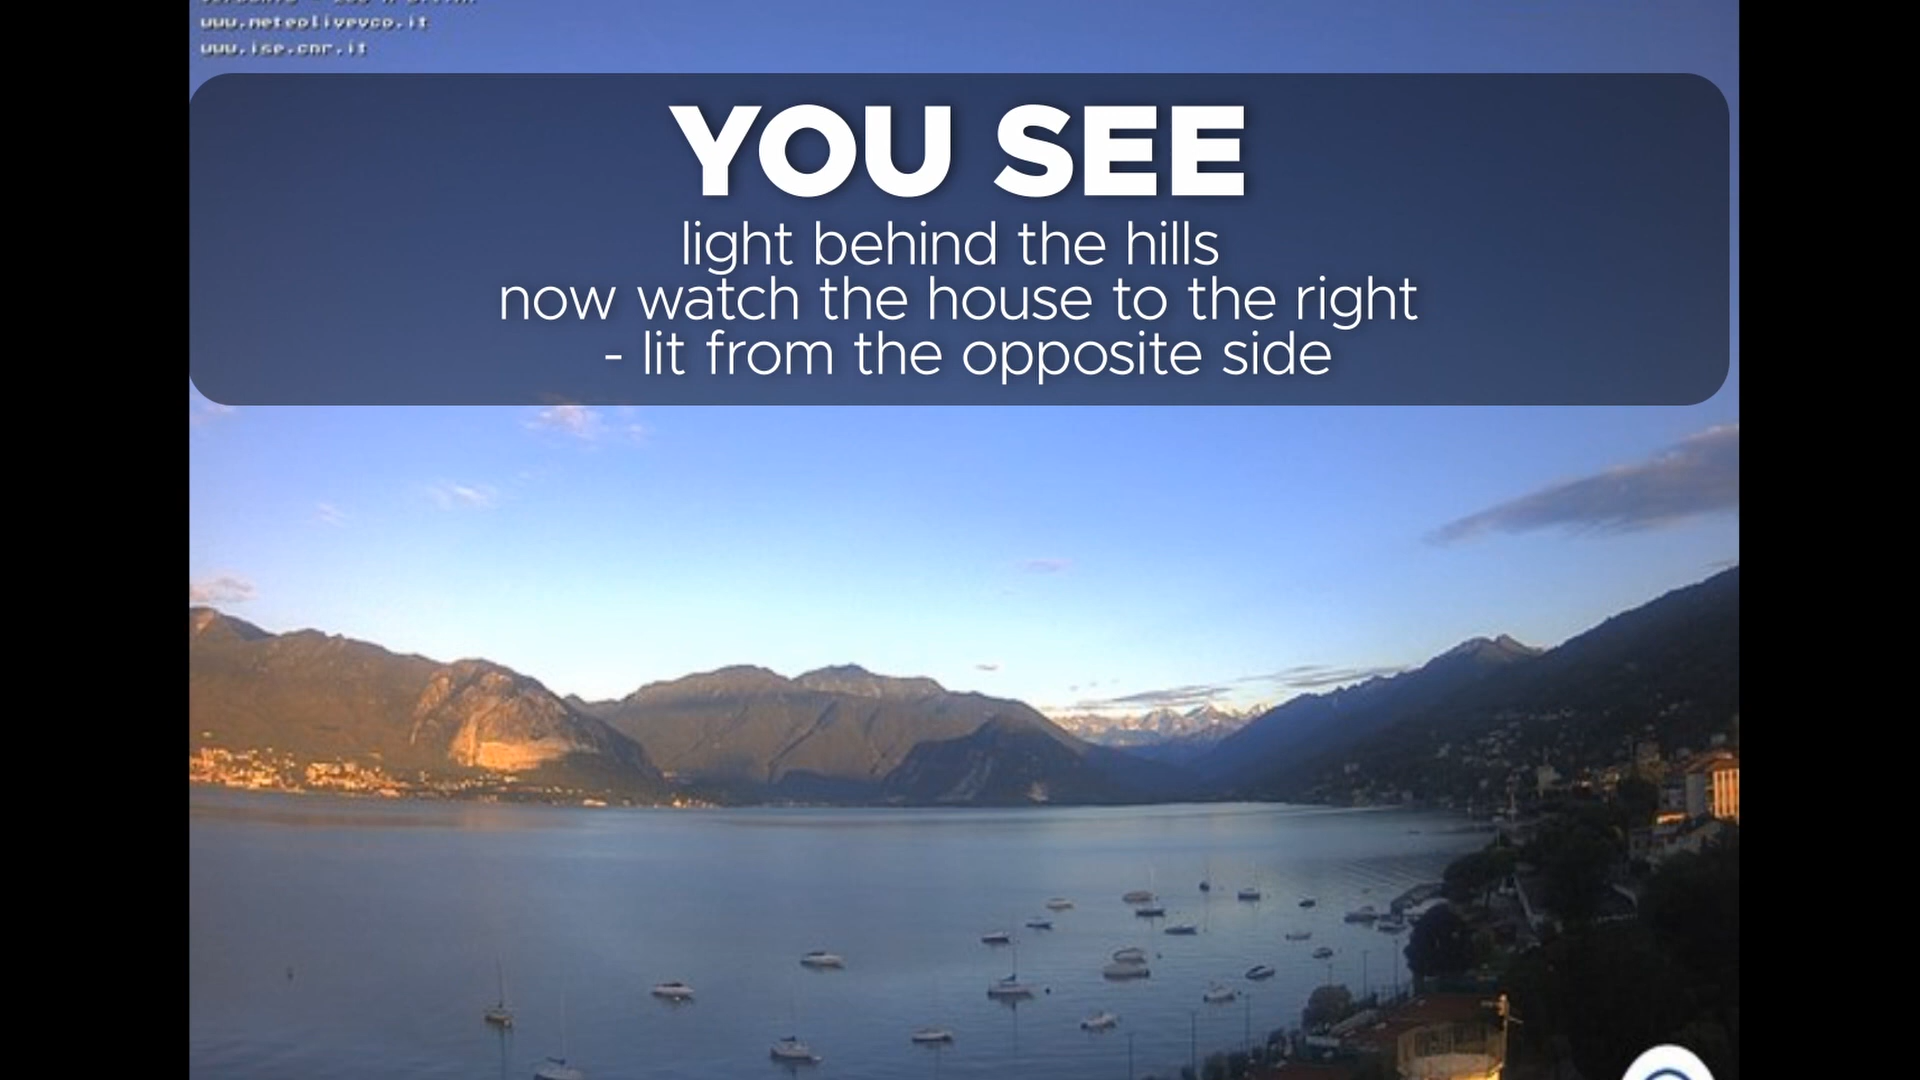 www.meteolivevco.it
www.ise.cnr.it
YOU SEE
light behind the hills
now watch the house to the right
- lit from the opposite side